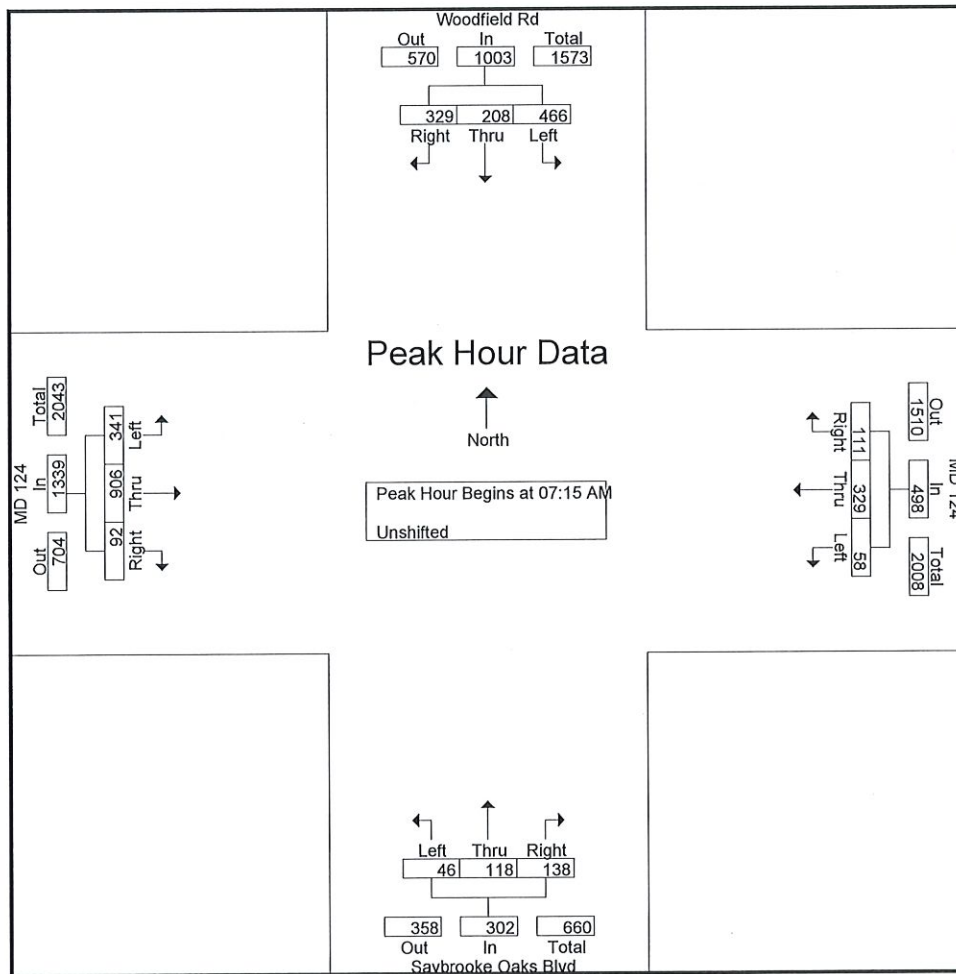 Woodfield Rd
Out In Total
570 1003 1573
329 208 466
Right Thru Left
Peak Hour Data
North
Peak Hour Begins at 07:15 AM
Unshifted
MD 124
Total In Out
2043 1339 704
341 906 92
Left Thru Right
Right Thru Left
111 329 58
Out In Total
1510 498 2008
MD 124
Left Thru Right
46 118 138
358 302 660
Out In Total
Saybrooke Oaks Blvd